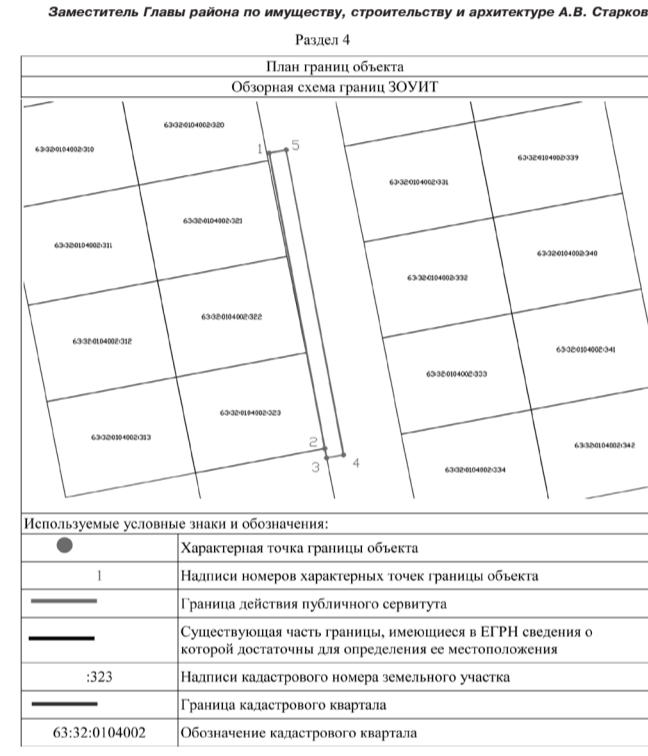 Заместитель Главы района по имуществу, строительству и архитектуре А.В. Старков
Раздел 4
План границ объекта
Обзорная схема границ ЗОУИТ
63:32:0104002:320
63:32:0104002:310
1
5
63:32:0104002:339
63:32:0104002:331
63:32:0104002:321
63:32:0104002:311
63:32:0104002:340
63:32:0104002:332
63:32:0104002:322
63:32:0104002:312
63:32:0104002:341
63:32:0104002:333
63:32:0104002:323
63:32:0104002:313
2
63:32:0104002:342
3
4
63:32:0104002:334
Используемые условные знаки и обозначения:
Характерная точка границы объекта
1 Надписи номеров характерных точек границы объекта
Граница действия публичного сервитута
Существующая часть границы, имеющиеся в ЕГРН сведения о
которой достаточны для определения ее местоположения
:323 Надписи кадастрового номера земельного участка
Граница кадастрового квартала
63:32:0104002 Обозначение кадастрового квартала